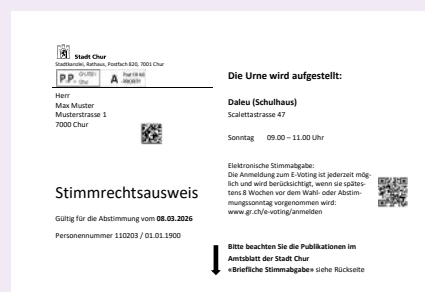 Stadt Chur
Stadtkanzlei, Rathaus, Postfach 820, 7001 Chur
P.P.
A
Herr
Max Muster
Musterstrasse 1
7000 Chur
Stimmrechtsausweis
Gültig für die Abstimmung vom 08.03.2026
Personennummer 110203 / 01.01.1900
Die Urne wird aufgestellt:
Daleu (Schulhaus)
Scalettastrasse 47
Sonntag 09.00 – 11.00 Uhr
Elektronische Stimmabgabe:
Die Anmeldung zum E-Voting ist jederzeit mög-
lich und wird berücksichtigt, wenn sie spätes-
tens 8 Wochen vor dem Wahl- oder Abstim-
mungssonntag vorgenommen wird:
www.gr.ch/e-voting/anmelden
Bitte beachten Sie die Publikationen im
Amtsblatt der Stadt Chur
«Briefliche Stimmabgabe» siehe Rückseite